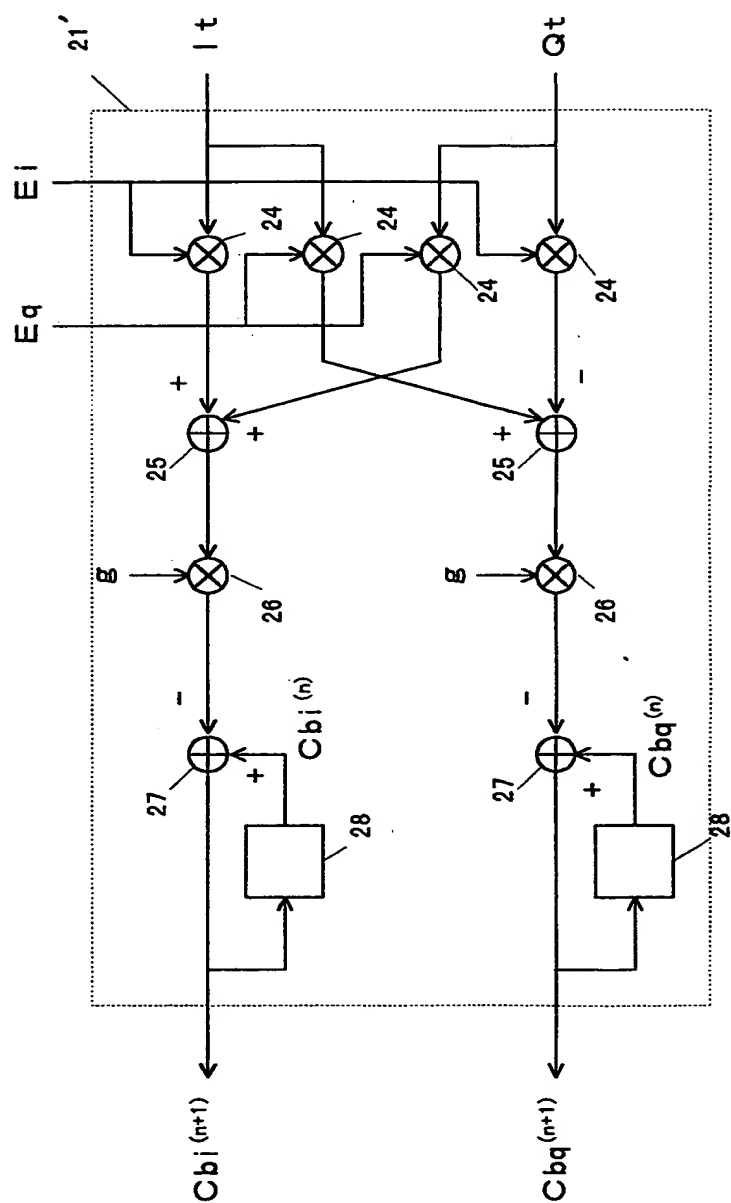 21'
It
Qt
Ei
Eq
24
24
24
24
+
+
+
-
25
25
g
g
26
26
-
-
27
27
+
+
Cbi(n)
Cbq(n)
28
28
Cbi(n+1)
Cbq(n+1)